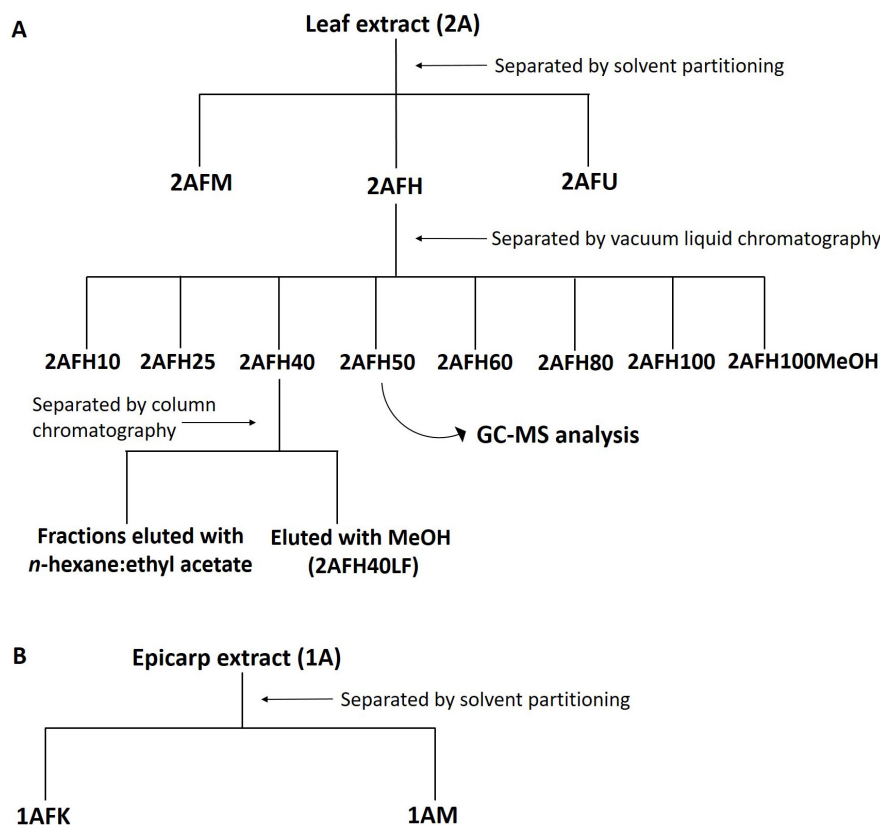 A
Leaf extract (2A)
Separated by solvent partitioning
2AFM
2AFH
2AFU
Separated by vacuum liquid chromatography
2AFH10
2AFH25
2AFH40
2AFH50
2AFH60
2AFH80
2AFH100
2AFH100MeOH
Separated by column
chromatography
GC-MS analysis
Fractions eluted with
n-hexane:ethyl acetate
Eluted with MeOH
(2AFH40LF)
B
Epicarp extract (1A)
Separated by solvent partitioning
1AFK
1AM